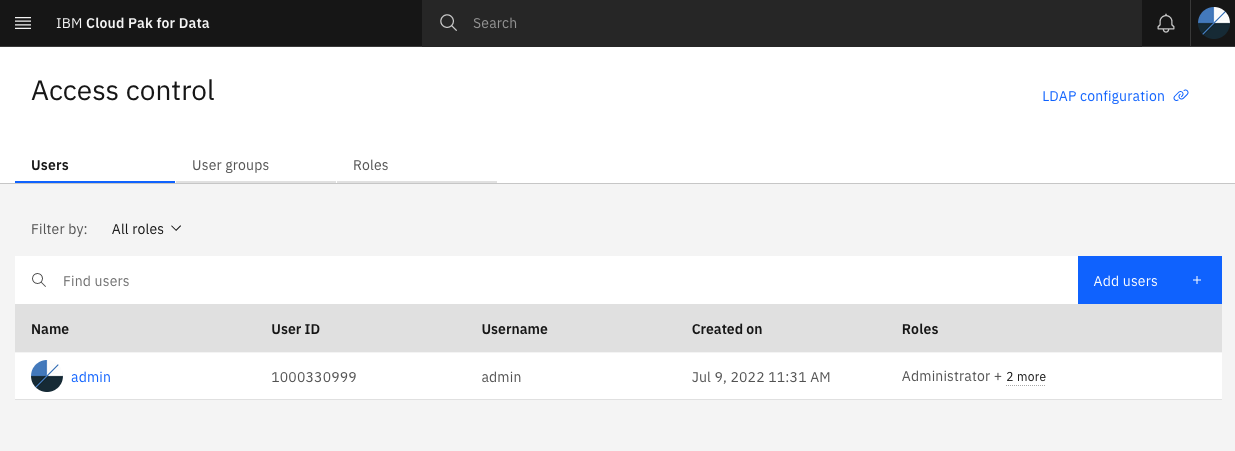 IBM Cloud Pak for Data
Search
Access control
LDAP configuration
Users User groups Roles
Filter by: All roles
Find users
Add users +
Name User ID Username Created on Roles
admin 1000330999 admin Jul 9, 2022 11:31 AM Administrator + 2 more